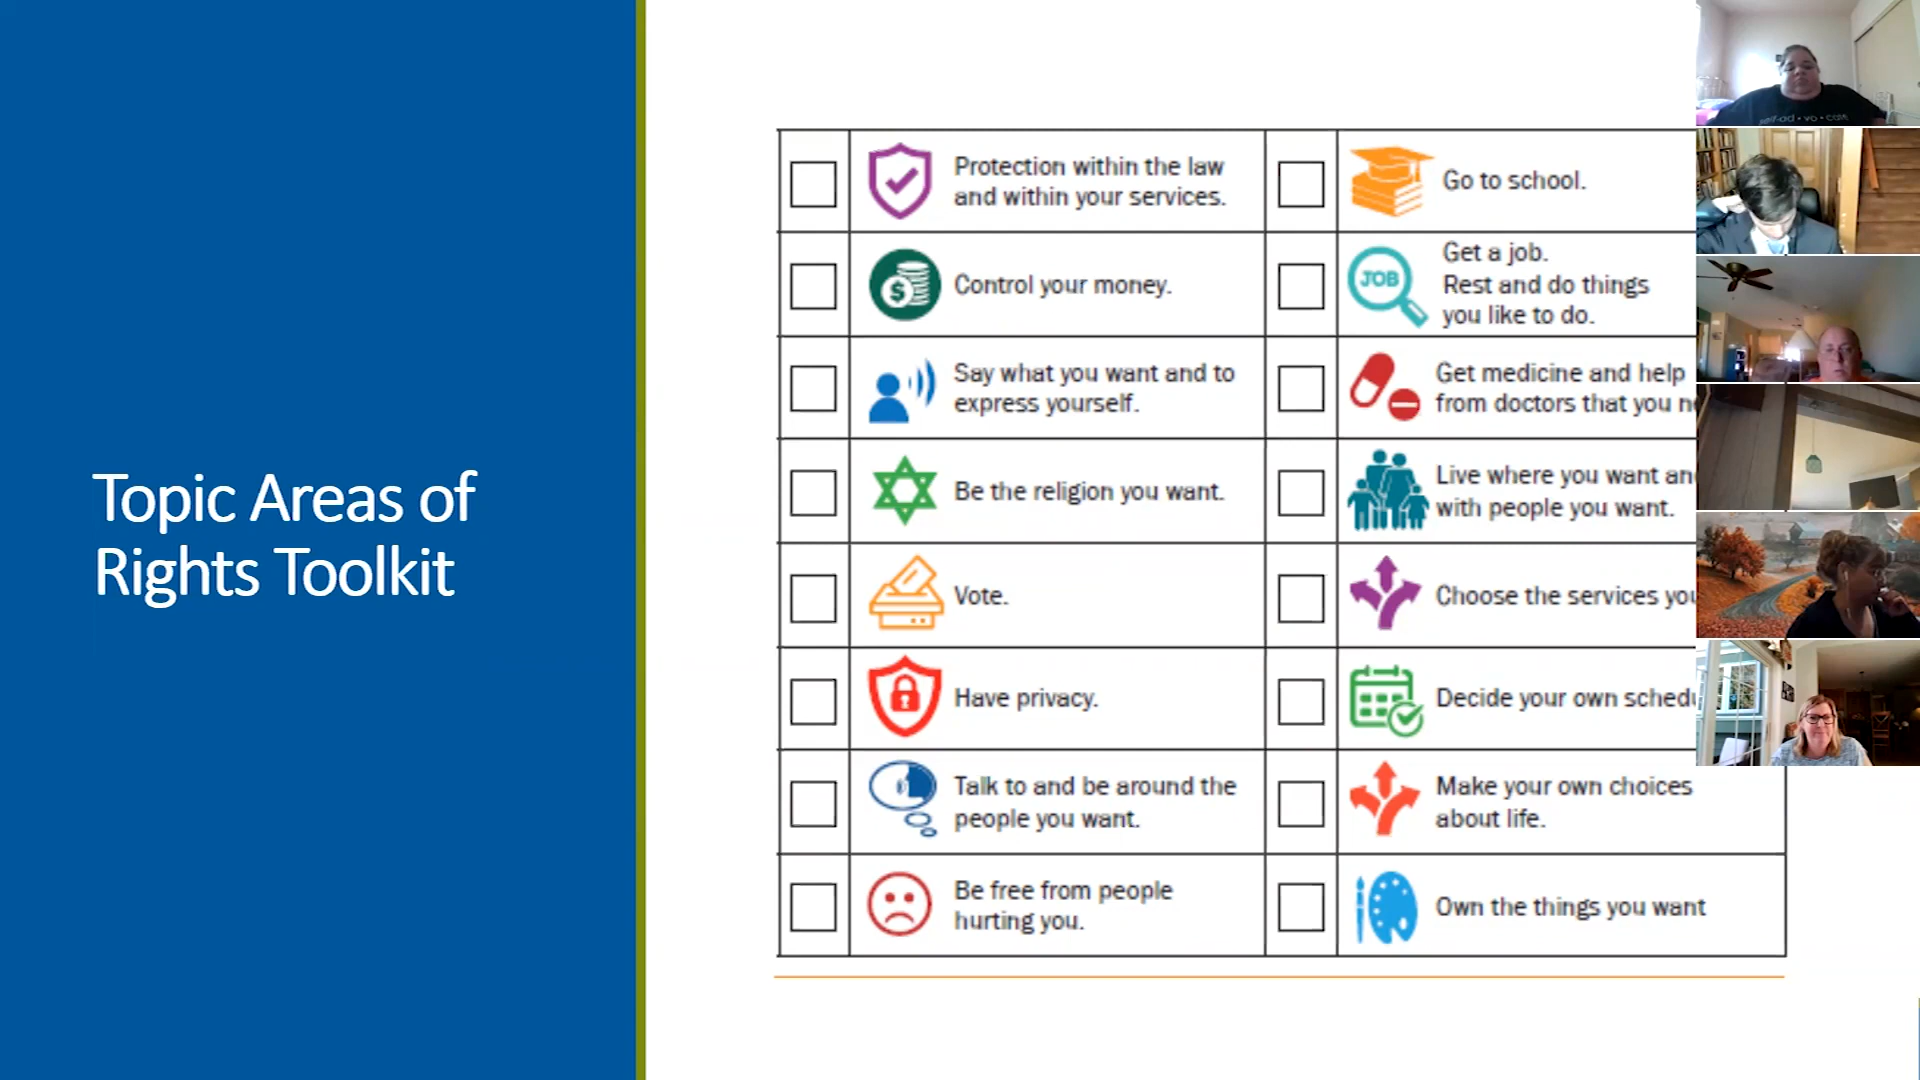 Topic Areas of
Rights Toolkit
Protection within the law
and within your services.
Go to school.
Control your money.
JOB
Get a job.
Rest and do things
you like to do.
Say what you want and to
express yourself.
Get medicine and help
from doctors that you
Be the religion you want.
Live where you want
with people you want.
Vote.
Choose the services
Have privacy.
Decide your own
Talk to and be around the
people you want.
Make your own choices
about life.
Be free from people
hurting you.
Own the things you want